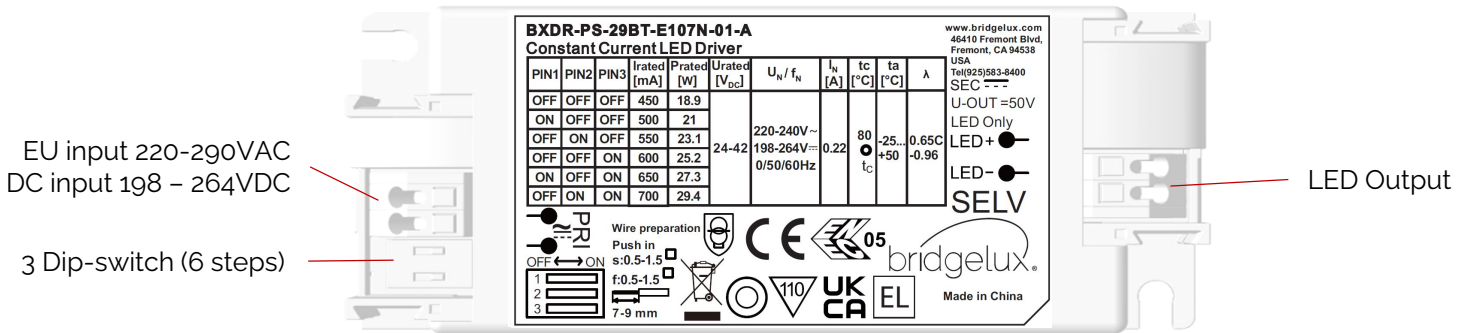 EU input 220-290VAC
DC input 198 – 264VDC
3 Dip-switch (6 steps)
BXDR-PS-29BT-E107N-01-A
Constant Current LED Driver
PIN1 PIN2 PIN3 Irated [mA] Prated [W] Urated [VDC] UN / fN IN [A] tc [°C] ta [°C] λ
OFF OFF OFF 450 18.9
ON OFF OFF 500 21
OFF ON OFF 550 23.1
OFF OFF ON 600 25.2
ON OFF ON 650 27.3
OFF ON ON 700 29.4
24-42
220-240V~
198-264V⎓
0/50/60Hz
0.22
80
tC
-25...
+50
0.65C
-0.96
www.bridgelux.com
46410 Fremont Blvd,
Fremont, CA 94538
USA
Tel(925)583-8400
SEC
U-OUT =50V
LED Only
LED+
LED-
SELV
PRI
OFF ON
1
2
3
Wire preparation
Push in
s:0.5-1.5
f:0.5-1.5
7-9 mm
CE
05
110
UK
CA
EL
bridgelux.
Made in China
LED Output